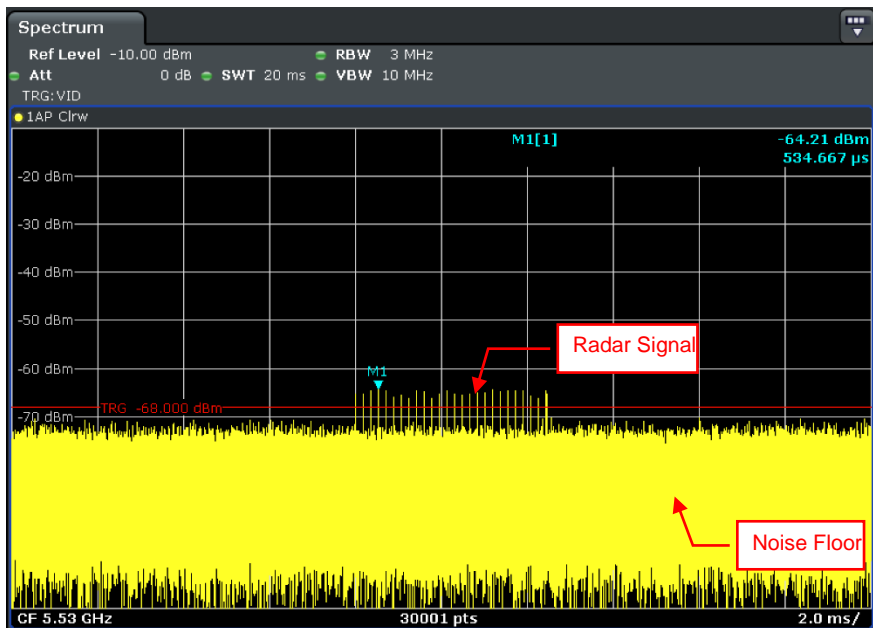 Spectrum
Ref Level -10.00 dBm RBW 3 MHz
Att 0 dB SWT 20 ms VBW 10 MHz
TRG:VID
1AP Clrw
M1[1] -64.21 dBm
534.667 µs
-20 dBm
-30 dBm
-40 dBm
-50 dBm
Radar Signal
-60 dBm
M1
TRG -68.000 dBm
-70 dBm
Noise Floor
CF 5.53 GHz 30001 pts 2.0 ms/